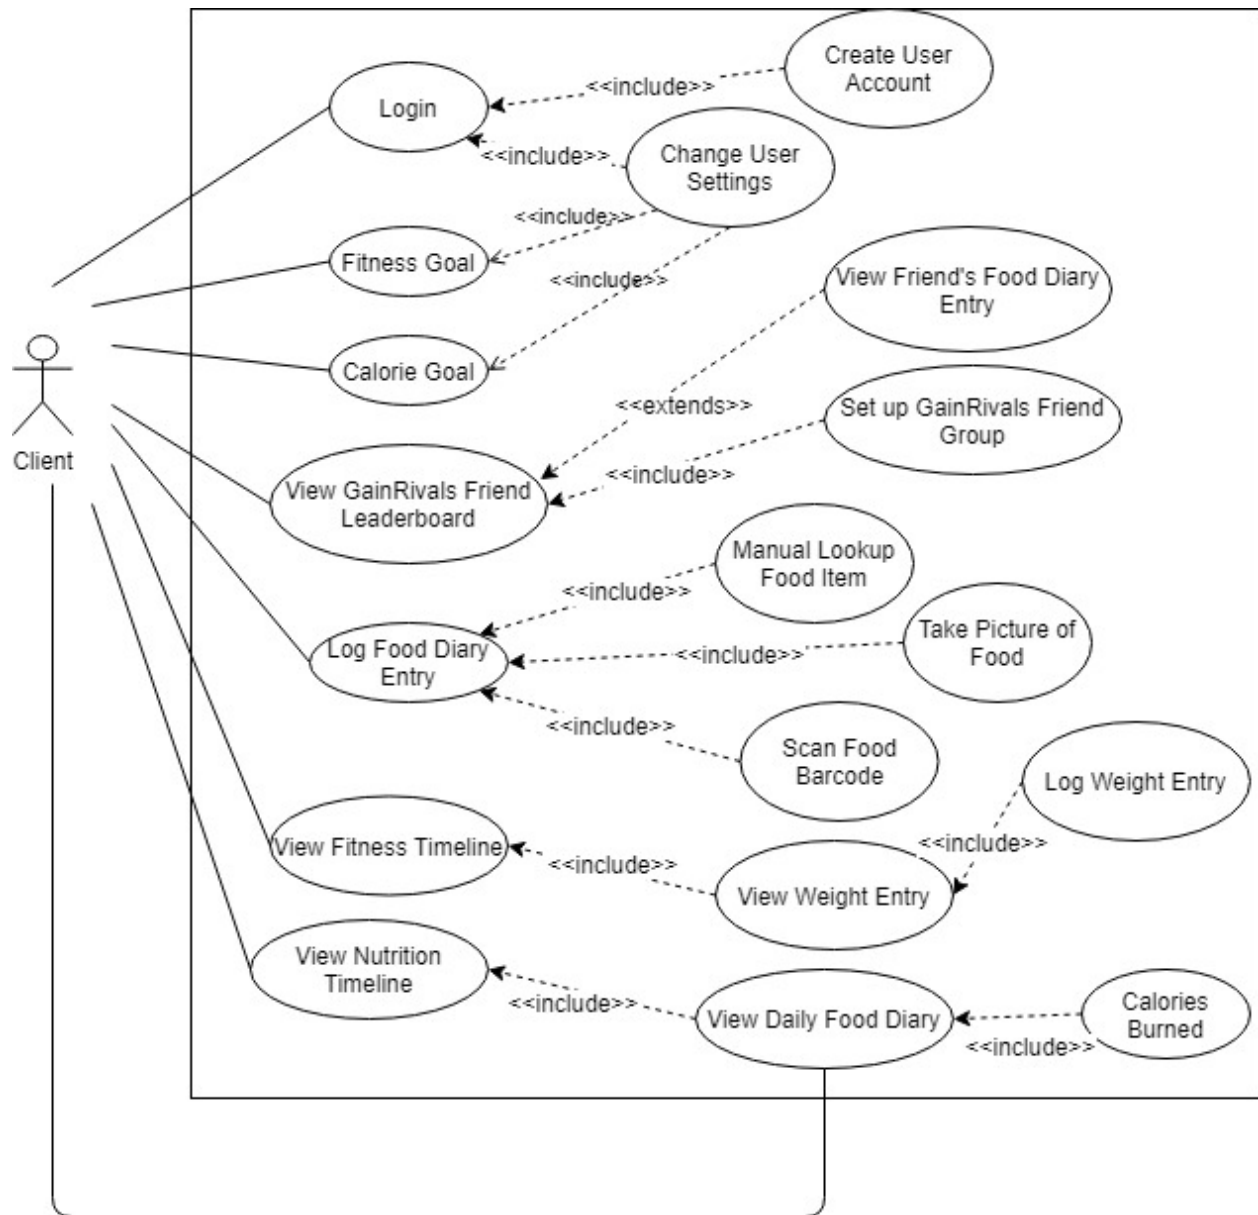 Create User
Account
Login
<<include>>
Change User
Settings
<<include>>
<<include>>
Fitness Goal
<<include>>
View Friend's Food Diary
Entry
Calorie Goal
<<extends>>
Set up GainRivals Friend
Group
Client
<<include>>
View GainRivals Friend
Leaderboard
Manual Lookup
Food Item
<<include>>
Take Picture of
Food
Log Food Diary
Entry
<<include>>
<<include>>
Scan Food
Barcode
Log Weight Entry
View Fitness Timeline
<<include>>
<<include>>
View Weight Entry
View Nutrition
Timeline
<<include>>
View Daily Food Diary
Calories
Burned
<<include>>